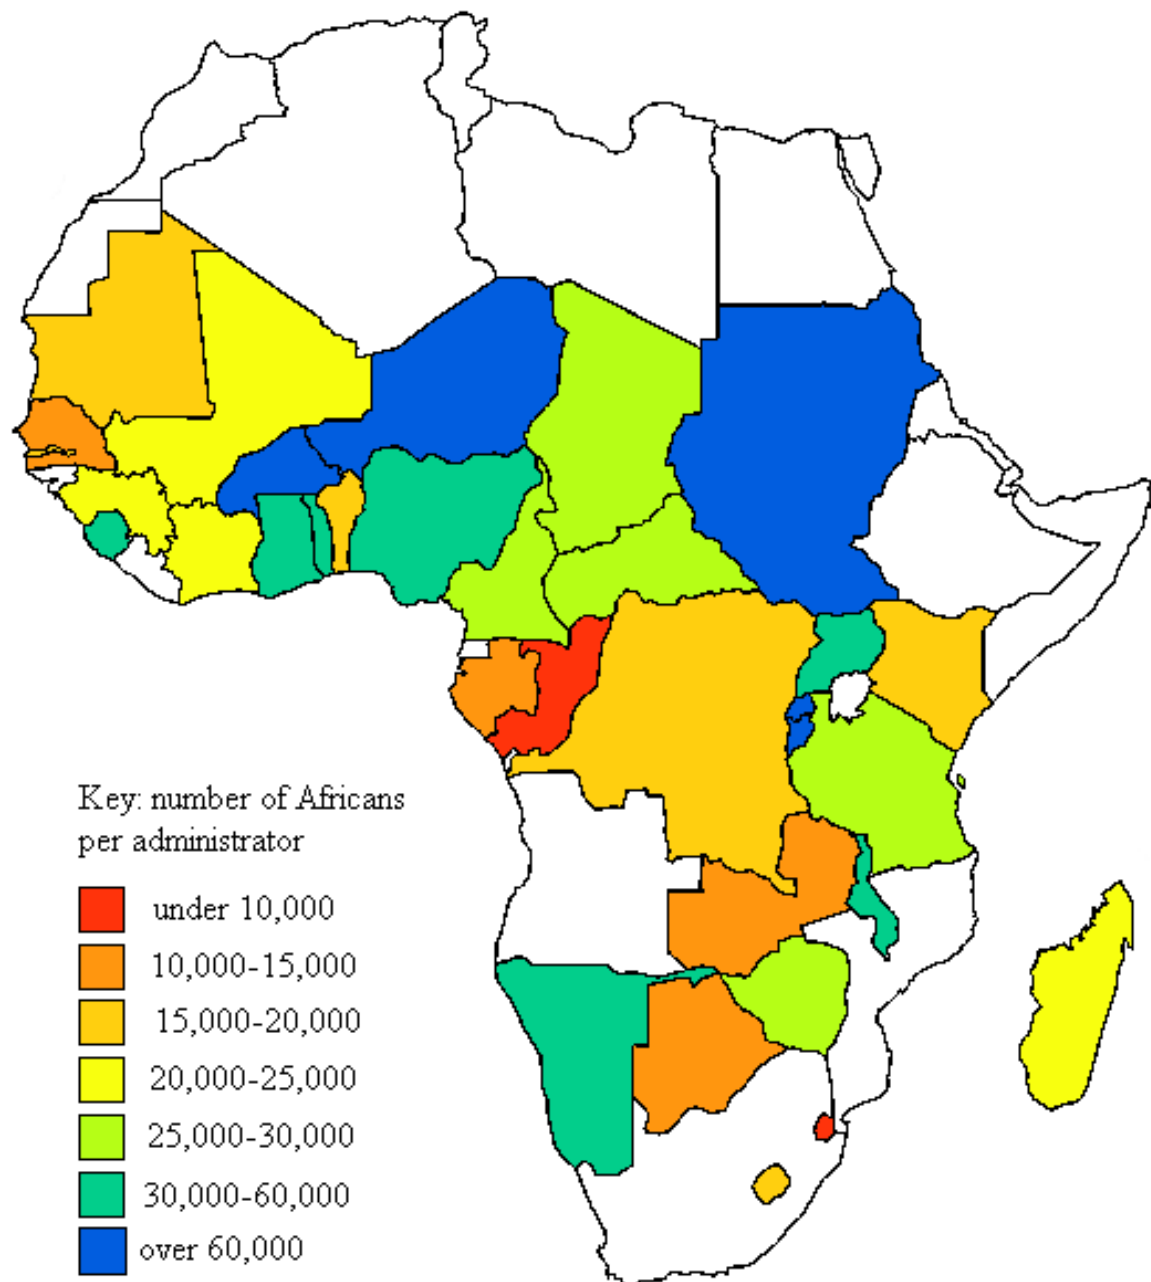 Key: number of Africans
per administrator
under 10,000
10,000-15,000
15,000-20,000
20,000-25,000
25,000-30,000
30,000-60,000
over 60,000